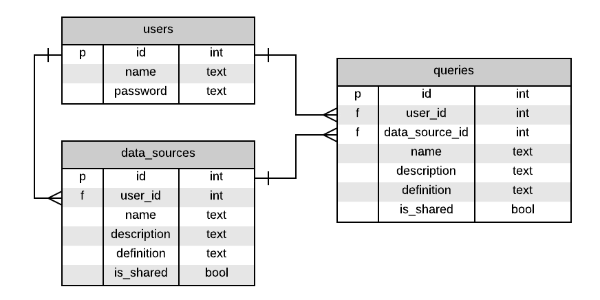 users
p id int
name text
password text
data_sources
p id int
f user_id int
name text
description text
definition text
is_shared bool
queries
p id int
f user_id int
f data_source_id int
name text
description text
definition text
is_shared bool